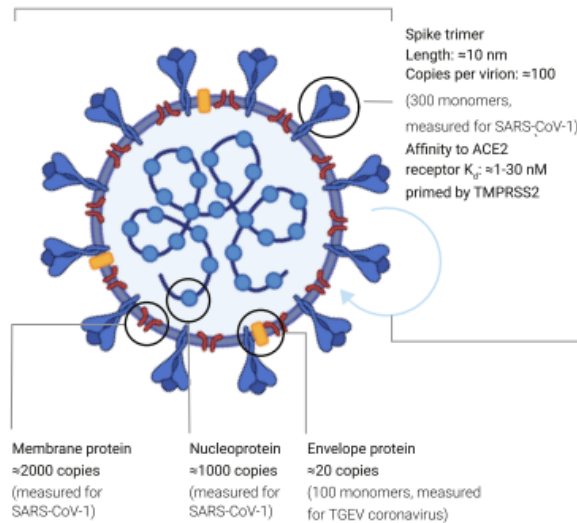 Spike trimer
Length: ≈10 nm
Copies per virion: ≈100
(300 monomers,
measured for SARS-CoV-1)
Affinity to ACE2
receptor Kd: ≈1-30 nM
primed by TMPRSS2
Membrane protein
≈2000 copies
(measured for
SARS-CoV-1)
Nucleoprotein
≈1000 copies
(measured for
SARS-CoV-1)
Envelope protein
≈20 copies
(100 monomers, measured
for TGEV coronavirus)